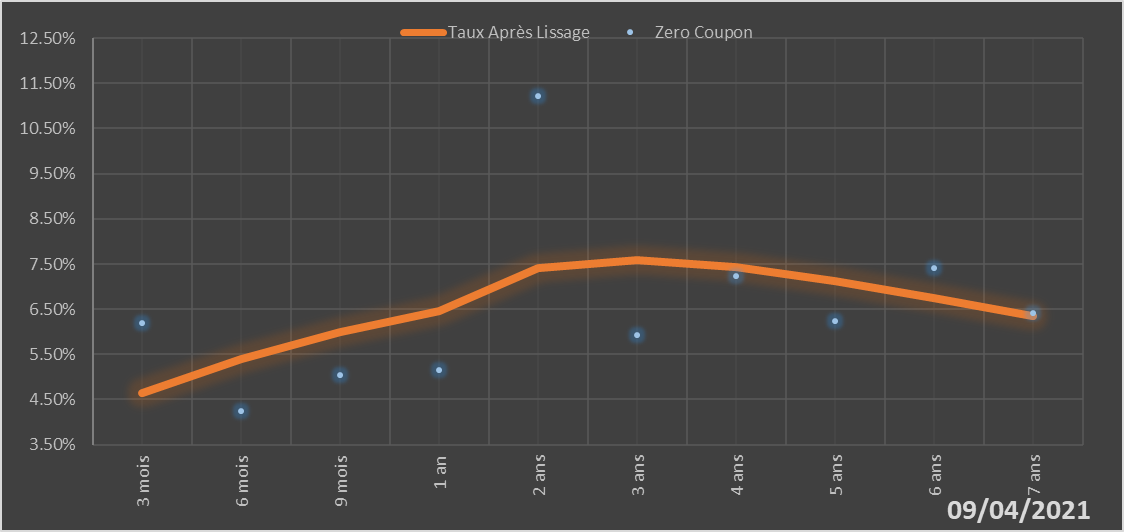 Taux Après Lissage Zero Coupon
12.50%
11.50%
10.50%
9.50%
8.50%
7.50%
6.50%
5.50%
4.50%
3.50%
3 mois
6 mois
9 mois
1 an
2 ans
3 ans
4 ans
5 ans
6 ans
7 ans
09/04/2021